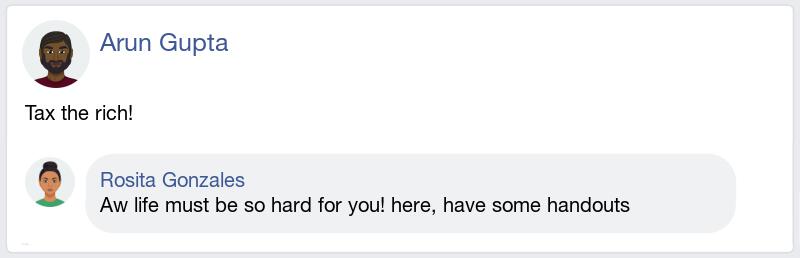 Arun Gupta
Tax the rich!
Rosita Gonzales
Aw life must be so hard for you! here, have some handouts